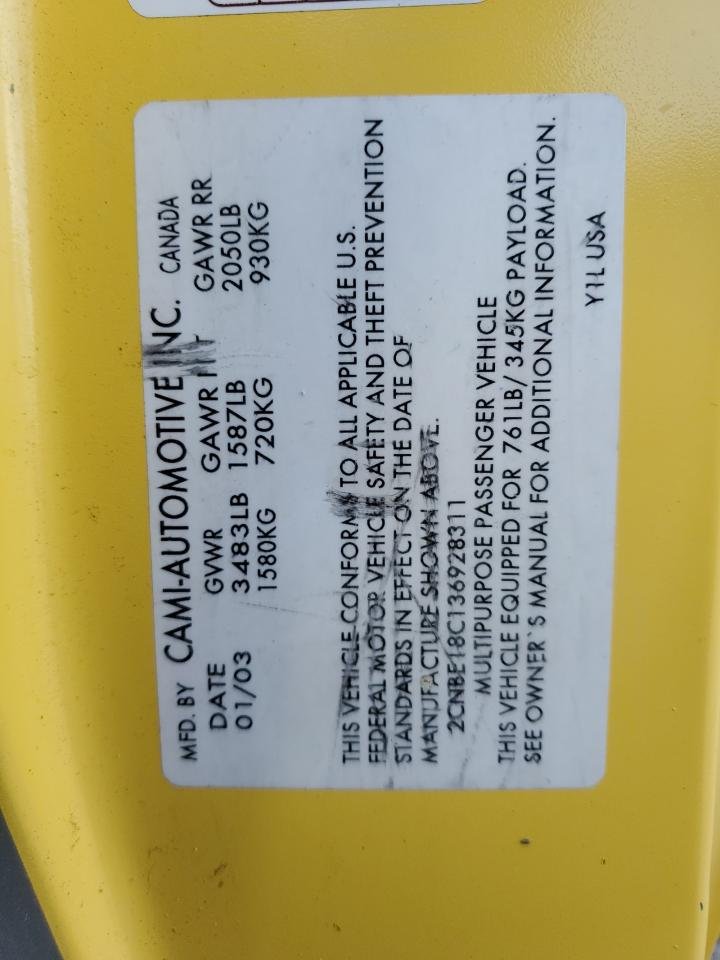 MFD. BY CAMI-AUTOMOTIVE INC. CANADA
DATE GVWR GAWR GAWR RR
01/03 3483LB 1587LB 2050LB
1580KG 720KG 930KG
THIS VEHICLE CONFORMS TO ALL APPLICABLE U.S.
FEDERAL MOTOR VEHICLE SAFETY AND THEFT PREVENTION
STANDARDS IN EFFECT ON THE DATE OF
MANUFACTURE SHOWN ABOVE.
2CNBE18C136928311
MULTIPURPOSE PASSENGER VEHICLE
THIS VEHICLE EQUIPPED FOR 761LB/ 345KG PAYLOAD.
SEE OWNER`S MANUAL FOR ADDITIONAL INFORMATION.
Y1L USA